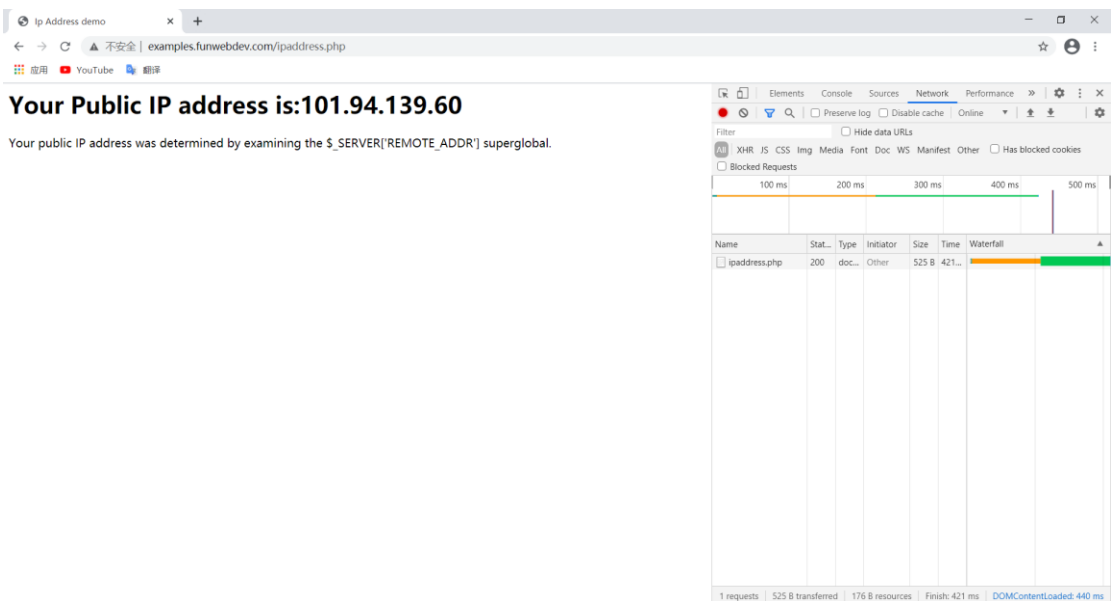 Ip Address demo
不安全 | examples.funwebdev.com/ipaddress.php
应用 YouTube 翻译
Your Public IP address is:101.94.139.60
Your public IP address was determined by examining the $_SERVER['REMOTE_ADDR'] superglobal.
Elements Console Sources Network Performance »
Preserve log Disable cache Online
Filter Hide data URLs
All XHR JS CSS Img Media Font Doc WS Manifest Other Has blocked cookies
Blocked Requests
100 ms 200 ms 300 ms 400 ms 500 ms
Name Stat... Type Initiator Size Time Waterfall
ipaddress.php 200 doc... Other 525 B 421...
1 requests 525 B transferred 176 B resources Finish: 421 ms DOMContentLoaded: 440 ms